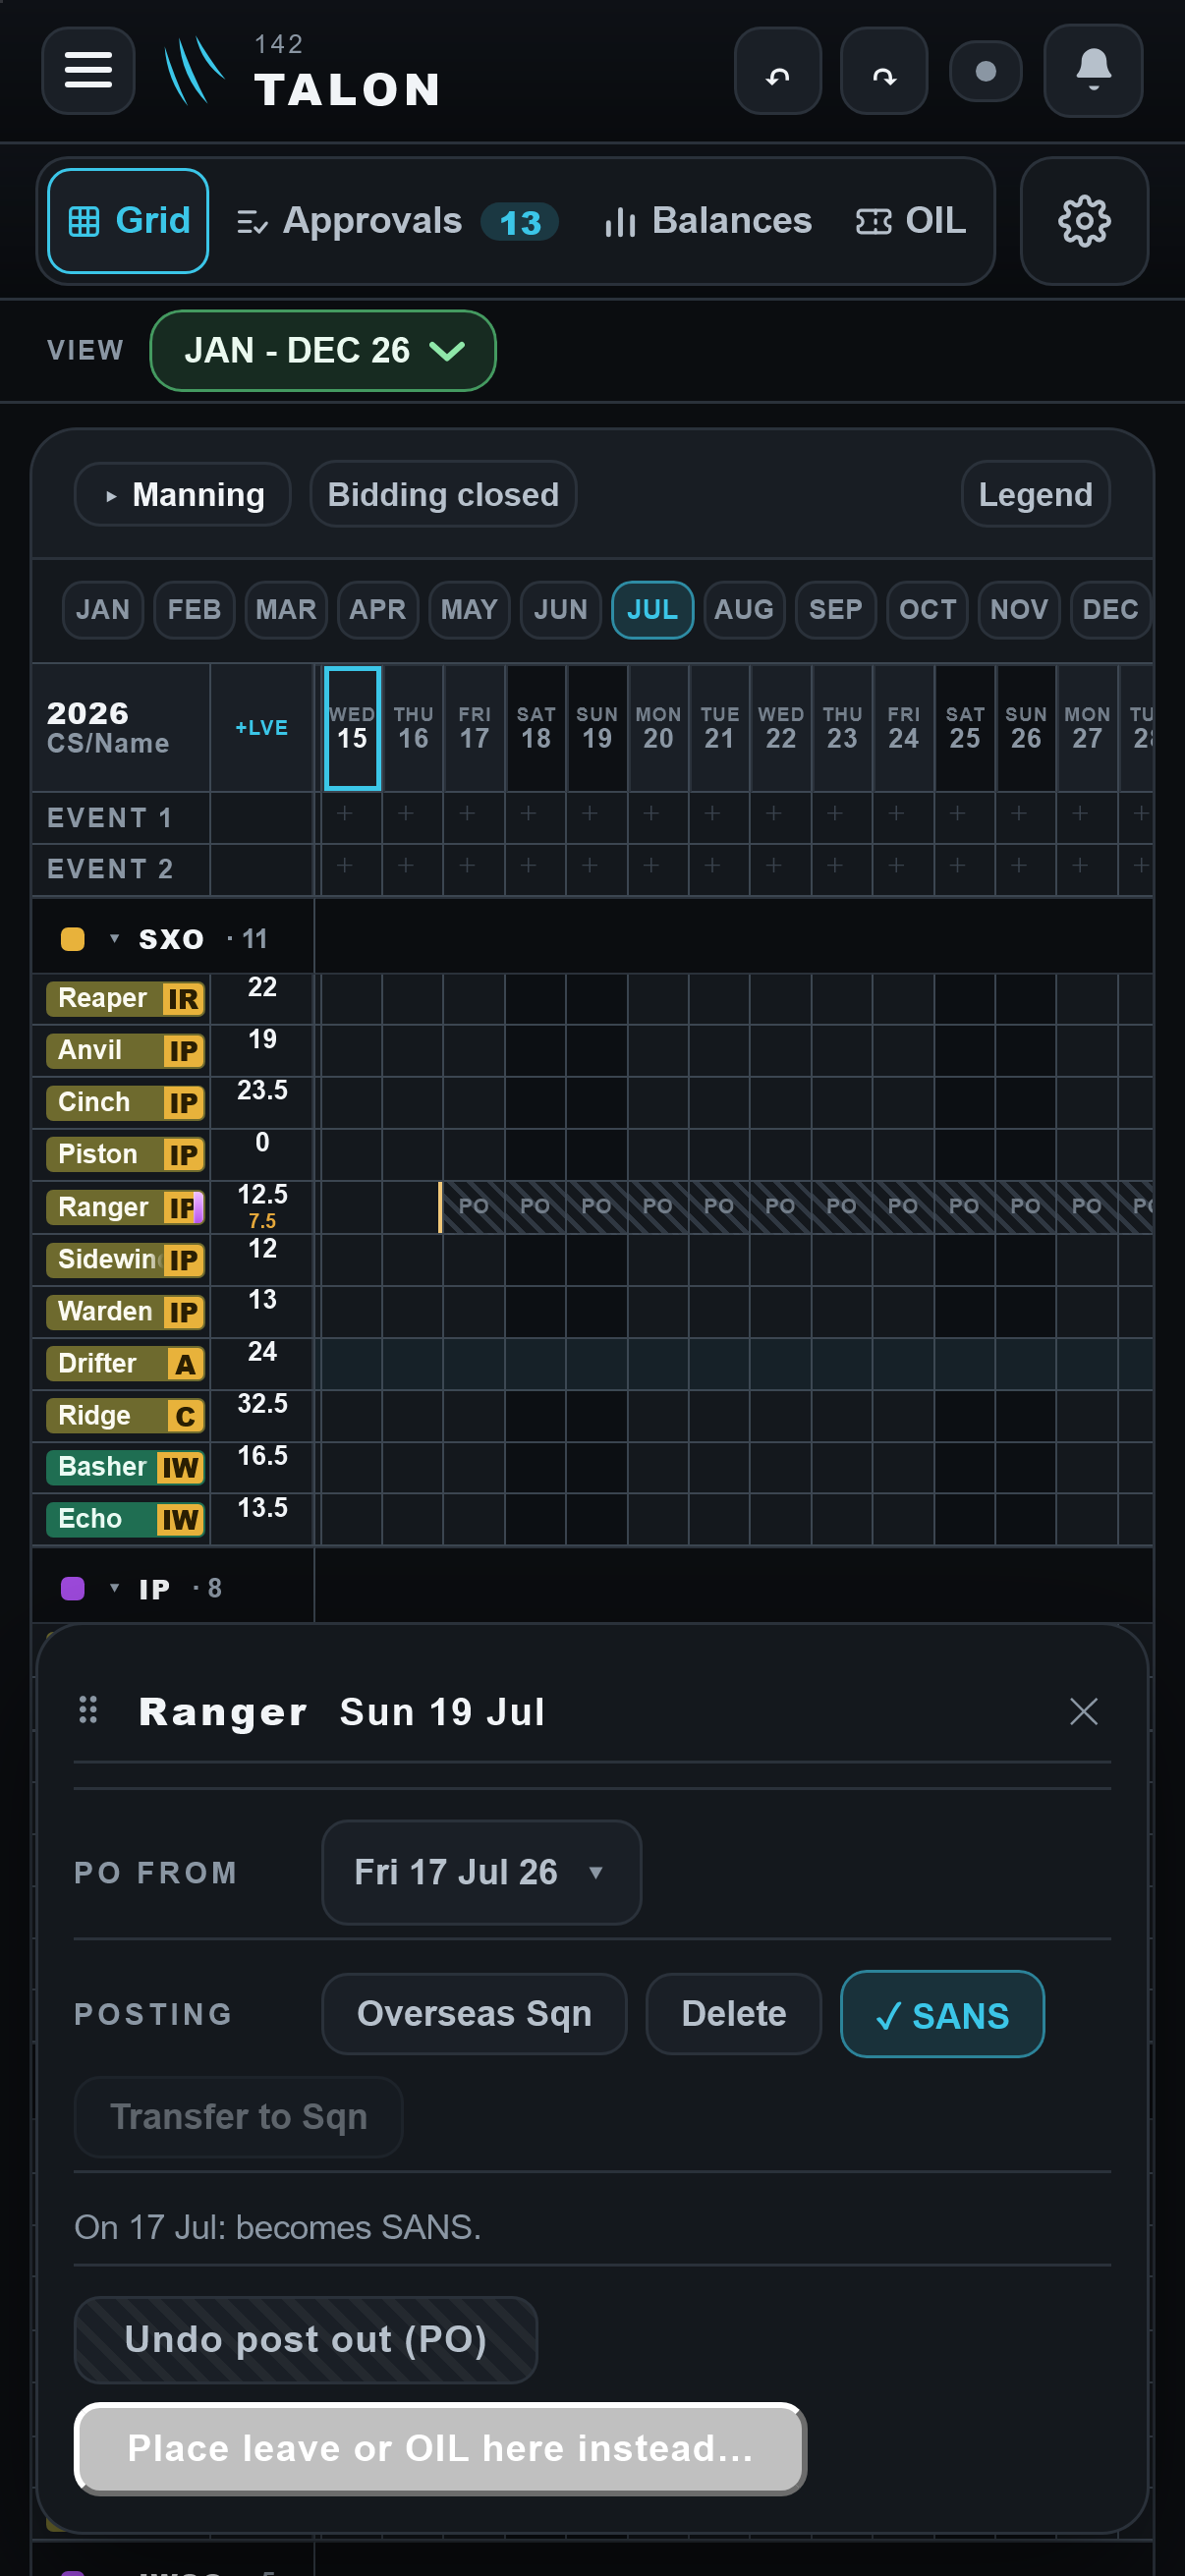 142
TALON
Grid
Approvals 13
Balances
OIL
VIEW JAN - DEC 26
Manning
Bidding closed
Legend
JAN FEB MAR APR MAY JUN JUL AUG SEP OCT NOV DEC
2026
CS/Name
+LVE
WED 15
THU 16
FRI 17
SAT 18
SUN 19
MON 20
TUE 21
WED 22
THU 23
FRI 24
SAT 25
SUN 26
MON 27
TU 28
EVENT 1 + + + + + + + + + + + + + +
EVENT 2 + + + + + + + + + + + + + +
SXO · 11
Reaper IR 22
Anvil IP 19
Cinch IP 23.5
Piston IP 0
Ranger IP 12.5 PO PO PO PO PO PO PO PO PO PO PO PO
7.5
Sidewin IP 12
Warden IP 13
Drifter A 24
Ridge C 32.5
Basher IW 16.5
Echo IW 13.5
IP · 8
Ranger Sun 19 Jul
PO FROM Fri 17 Jul 26
POSTING Overseas Sqn Delete ✓ SANS
Transfer to Sqn
On 17 Jul: becomes SANS.
Undo post out (PO)
Place leave or OIL here instead...